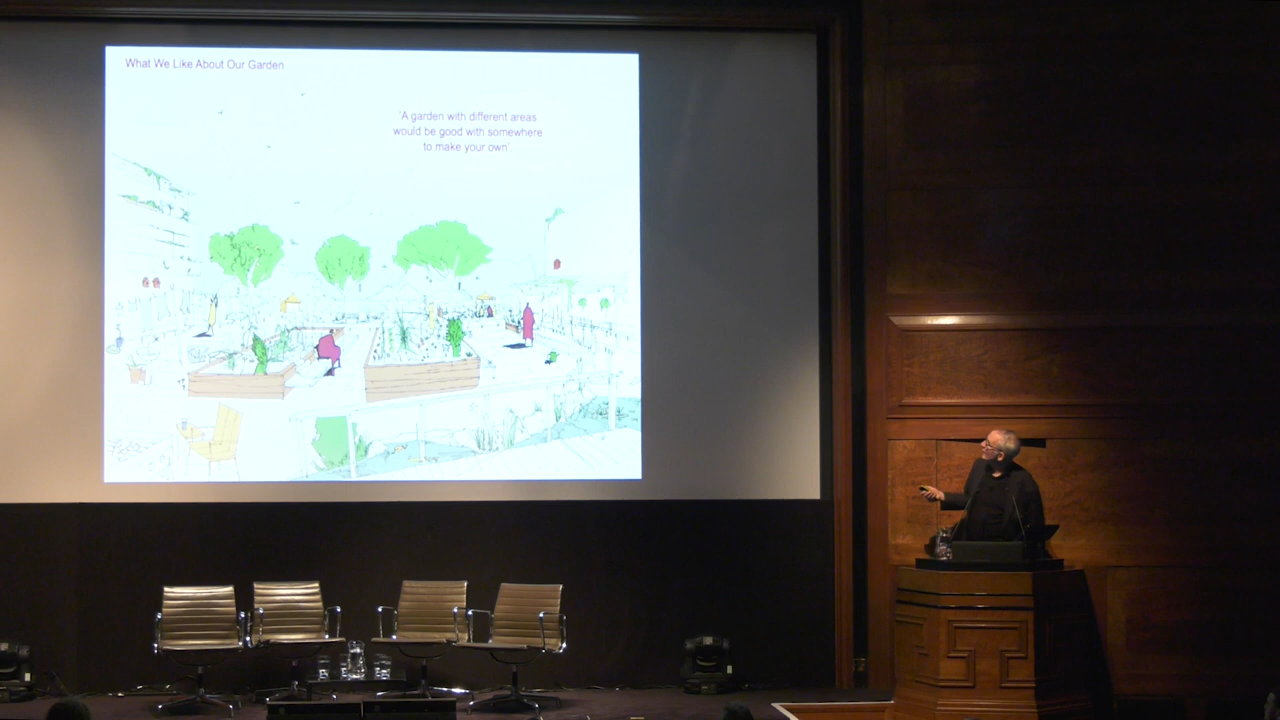 What We Like About Our Garden
'A garden with different areas
would be good with somewhere
to make your own'.